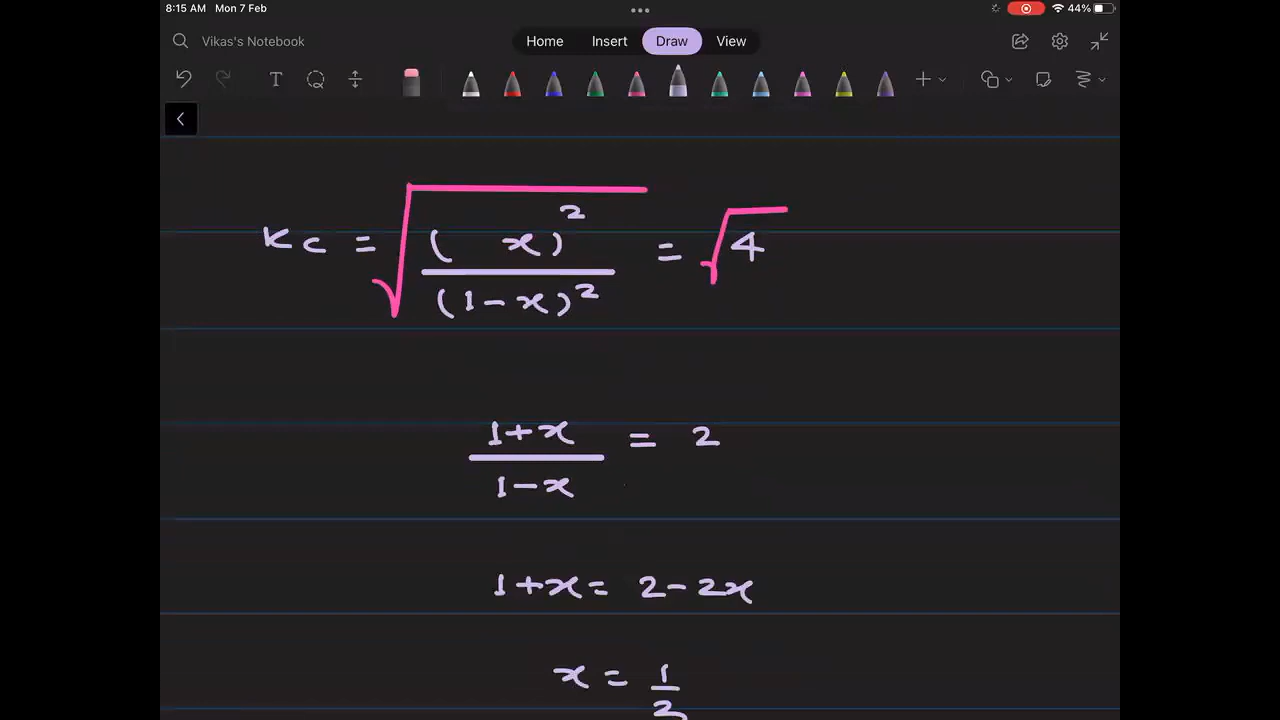 8:15 AM Mon 7 Feb 44%
Vikas's Notebook Home Insert Draw View
T
Kc = √((  x)² / (1-x)²) = √4
1+x / 1-x = 2
1+x = 2-2x
x = 1/